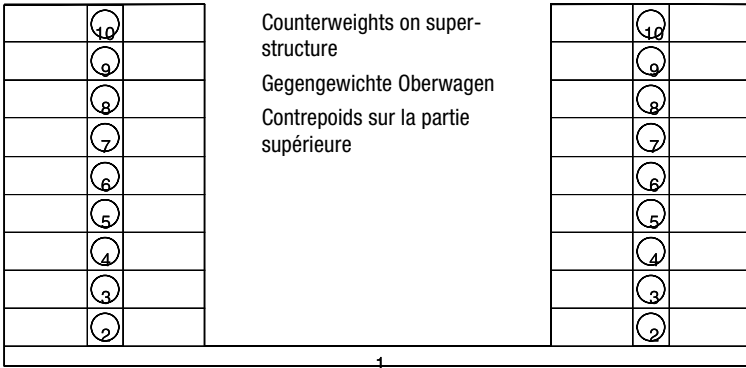 Counterweights on super-
structure
Gegengewichte Oberwagen
Contrepoids sur la partie
supérieure
10 10
9 9
8 8
7 7
6 6
5 5
4 4
3 3
2 2
1